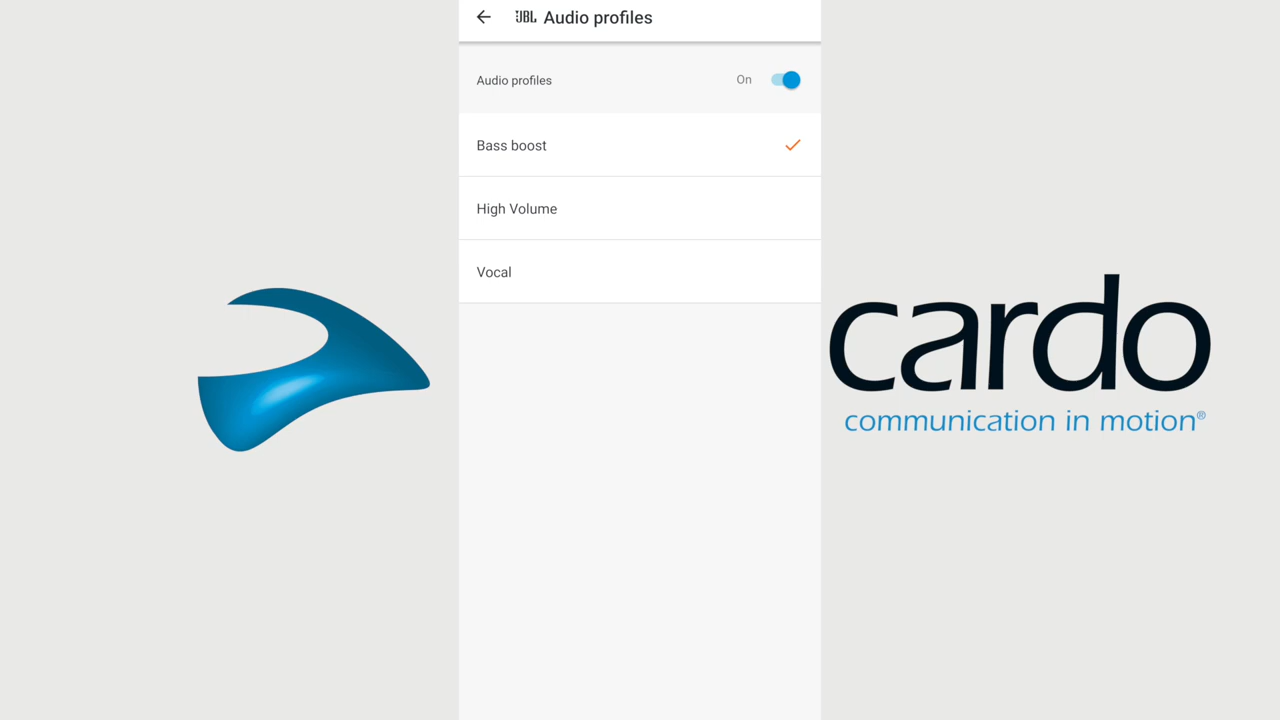 JBL Audio profiles
Audio profiles On
Bass boost
High Volume
Vocal
cardo
communication in motion®